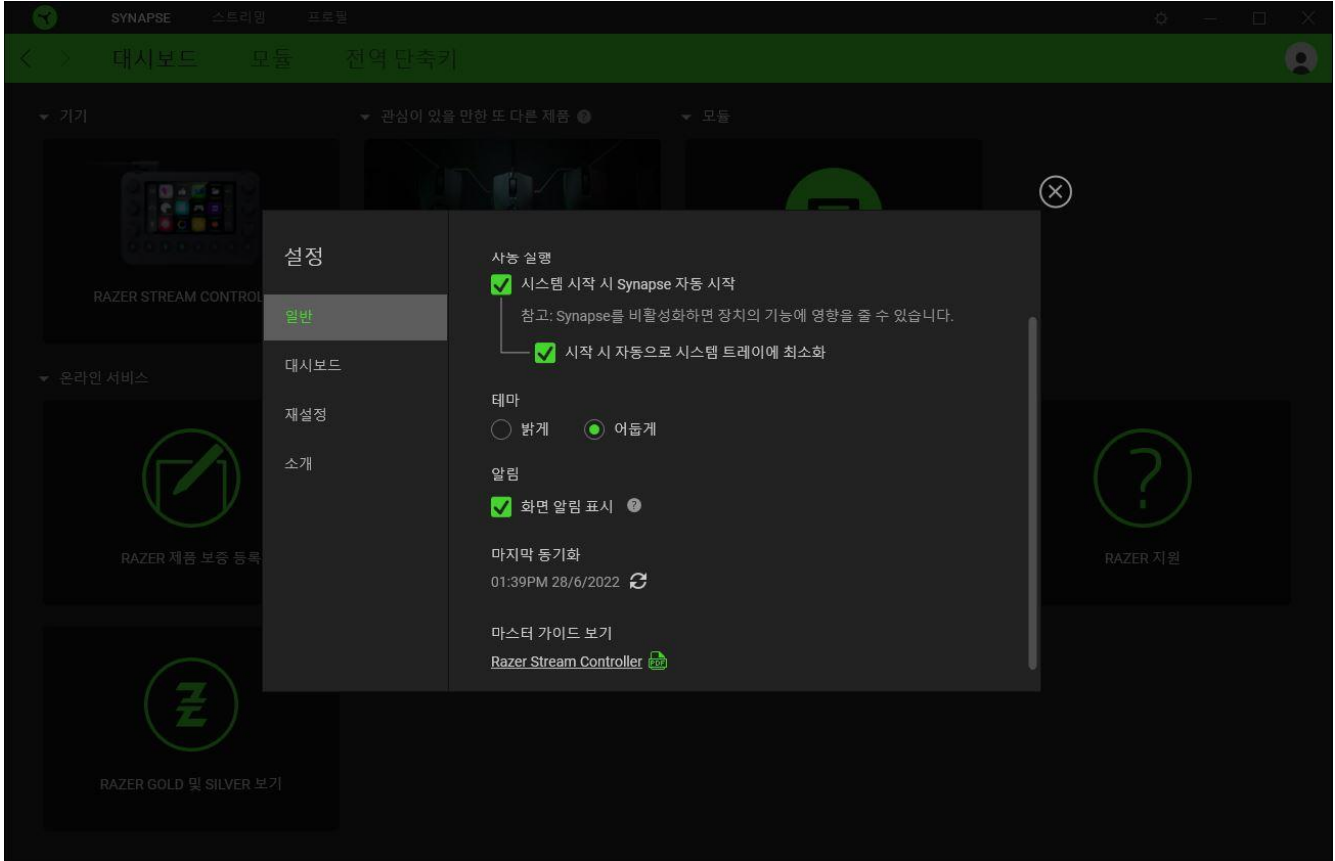 SYNAPSE 스트리밍 프로필
대시보드 모듈 전역 단축키
기기 관심이 있을 만한 또 다른 제품 모듈
설정
일반
대시보드
재설정
소개
실행
시스템 시작 시 Synapse 자동 시작
참고: Synapse를 비활성화하면 장치의 기능에 영향을 줄 수 있습니다.
시작 시 자동으로 시스템 트레이에 최소화
테마
밝게 어둡게
알림
화면 알림 표시 ?
마지막 동기화
01:39PM 28/6/2022
마스터 가이드 보기
Razer Stream Controller PDF
RAZER STREAM CONTROL
온라인 서비스
RAZER 제품 보증 등록
RAZER 지원
RAZER GOLD 및 SILVER 보기